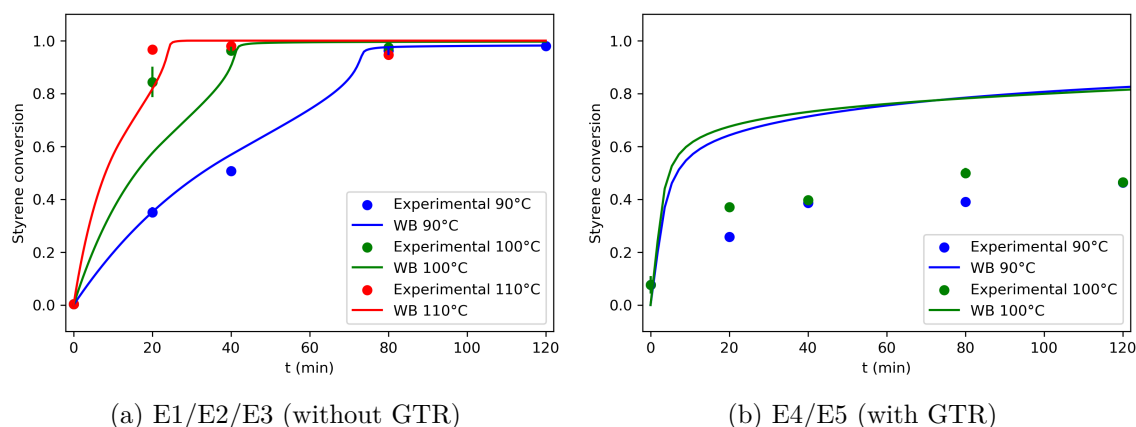 1.0
0.8
0.6
0.4
0.2
0.0
Styrene conversion
Experimental 90°C
WB 90°C
Experimental 100°C
WB 100°C
Experimental 110°C
WB 110°C
0 20 40 60 80 100 120
t (min)
(a) E1/E2/E3 (without GTR)
1.0
0.8
0.6
0.4
0.2
0.0
Styrene conversion
Experimental 90°C
WB 90°C
Experimental 100°C
WB 100°C
0 20 40 60 80 100 120
t (min)
(b) E4/E5 (with GTR)